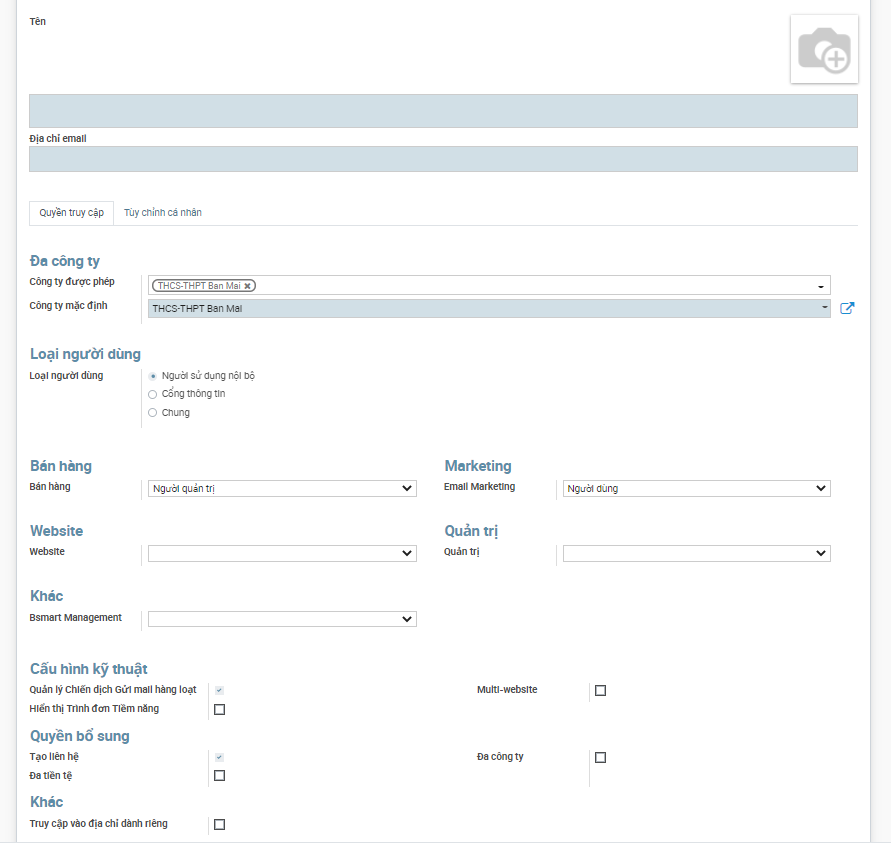 Tên
Địa chỉ email
Quyền truy cập Tùy chỉnh cá nhân
Đa công ty
Công ty được phép THCS-THPT Ban Mai ×
Công ty mặc định THCS-THPT Ban Mai
Loại người dùng
Loại người dùng Người sử dụng nội bộ
Cổng thông tin
Chung
Bán hàng Marketing
Bán hàng Người quản trị Email Marketing Người dùng
Website Quản trị
Website Quản trị
Khác
Bsmart Management
Cấu hình kỹ thuật
Quản lý Chiến dịch Gửi mail hàng loạt Multi-website
Hiển thị Trình đơn Tiềm năng
Quyền bổ sung
Tạo liên hệ Đa công ty
Đa tiền tệ
Khác
Truy cập vào địa chỉ dành riêng